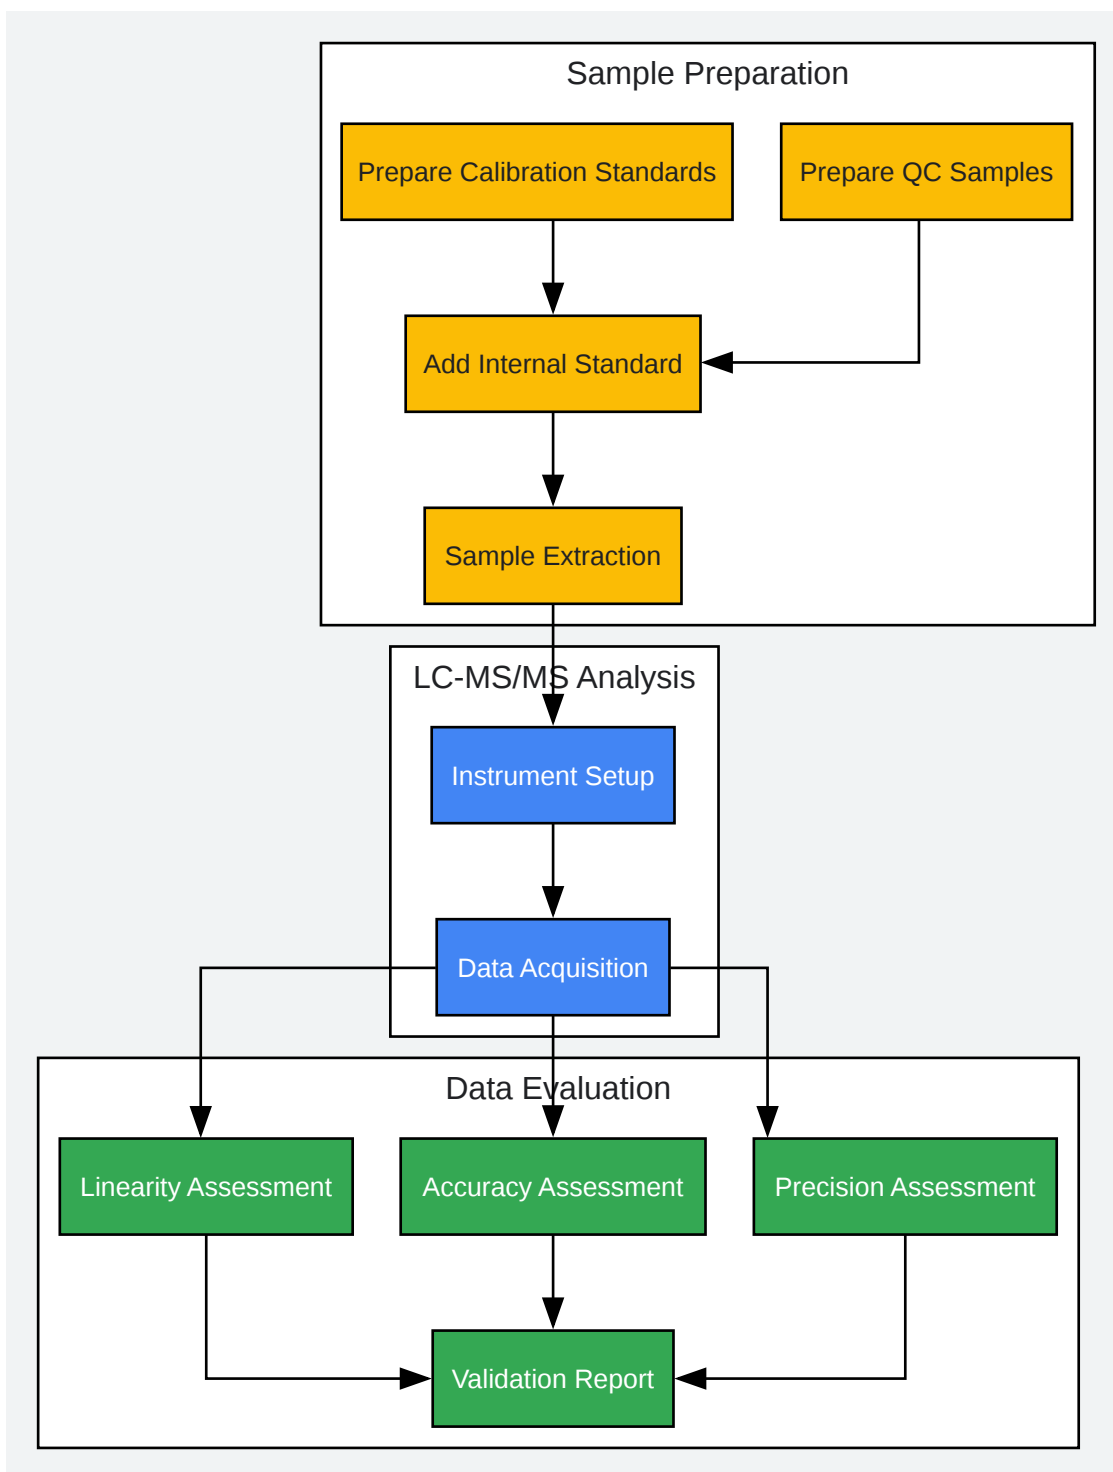 Sample Preparation
Prepare Calibration Standards
Prepare QC Samples
Add Internal Standard
Sample Extraction
LC-MS/MS Analysis
Instrument Setup
Data Acquisition
Data Evaluation
Linearity Assessment
Accuracy Assessment
Precision Assessment
Validation Report